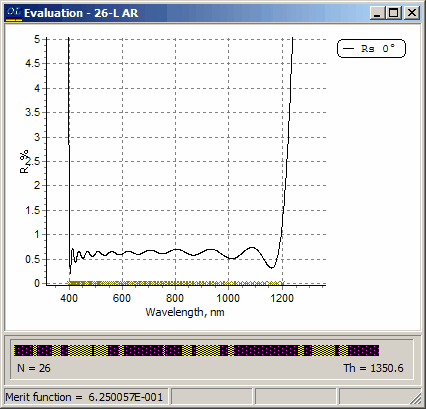 OL Evaluation - 26-L AR
5
4.5
4
3.5
3
2.5
2
1.5
1
0.5
0
R, %
400 600 800 1000 1200
Wavelength, nm
Rs 0°
N = 26 Th = 1350.6
Merit function = 6.250057E-001